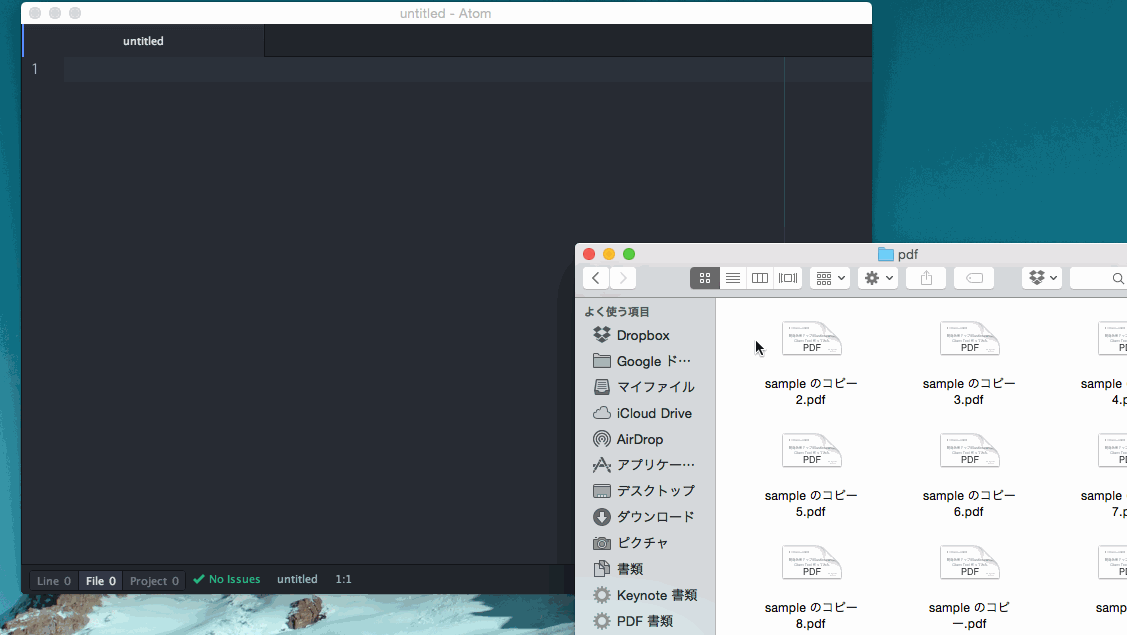 untitled - Atom
untitled
1
Line 0 File 0 Project 0 No Issues untitled 1:1
pdf
よく使う項目
Dropbox
Google ド…
マイファイル
iCloud Drive
AirDrop
アプリケー…
デスクトップ
ダウンロード
ピクチャ
書類
Keynote 書類
PDF 書類
PDF
PDF
sample のコピー
2.pdf
sample のコピー
3.pdf
sample
4.p
PDF
PDF
sample のコピー
5.pdf
sample のコピー
6.pdf
sample
7.p
PDF
PDF
sample のコピー
8.pdf
sample のコピ
ー.pdf
samp